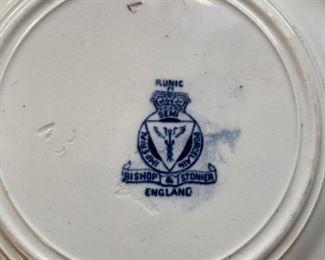 RUNIC
SEMI
IMPERIAL PORCELAIN
BISHOP & STONIER
ENGLAND